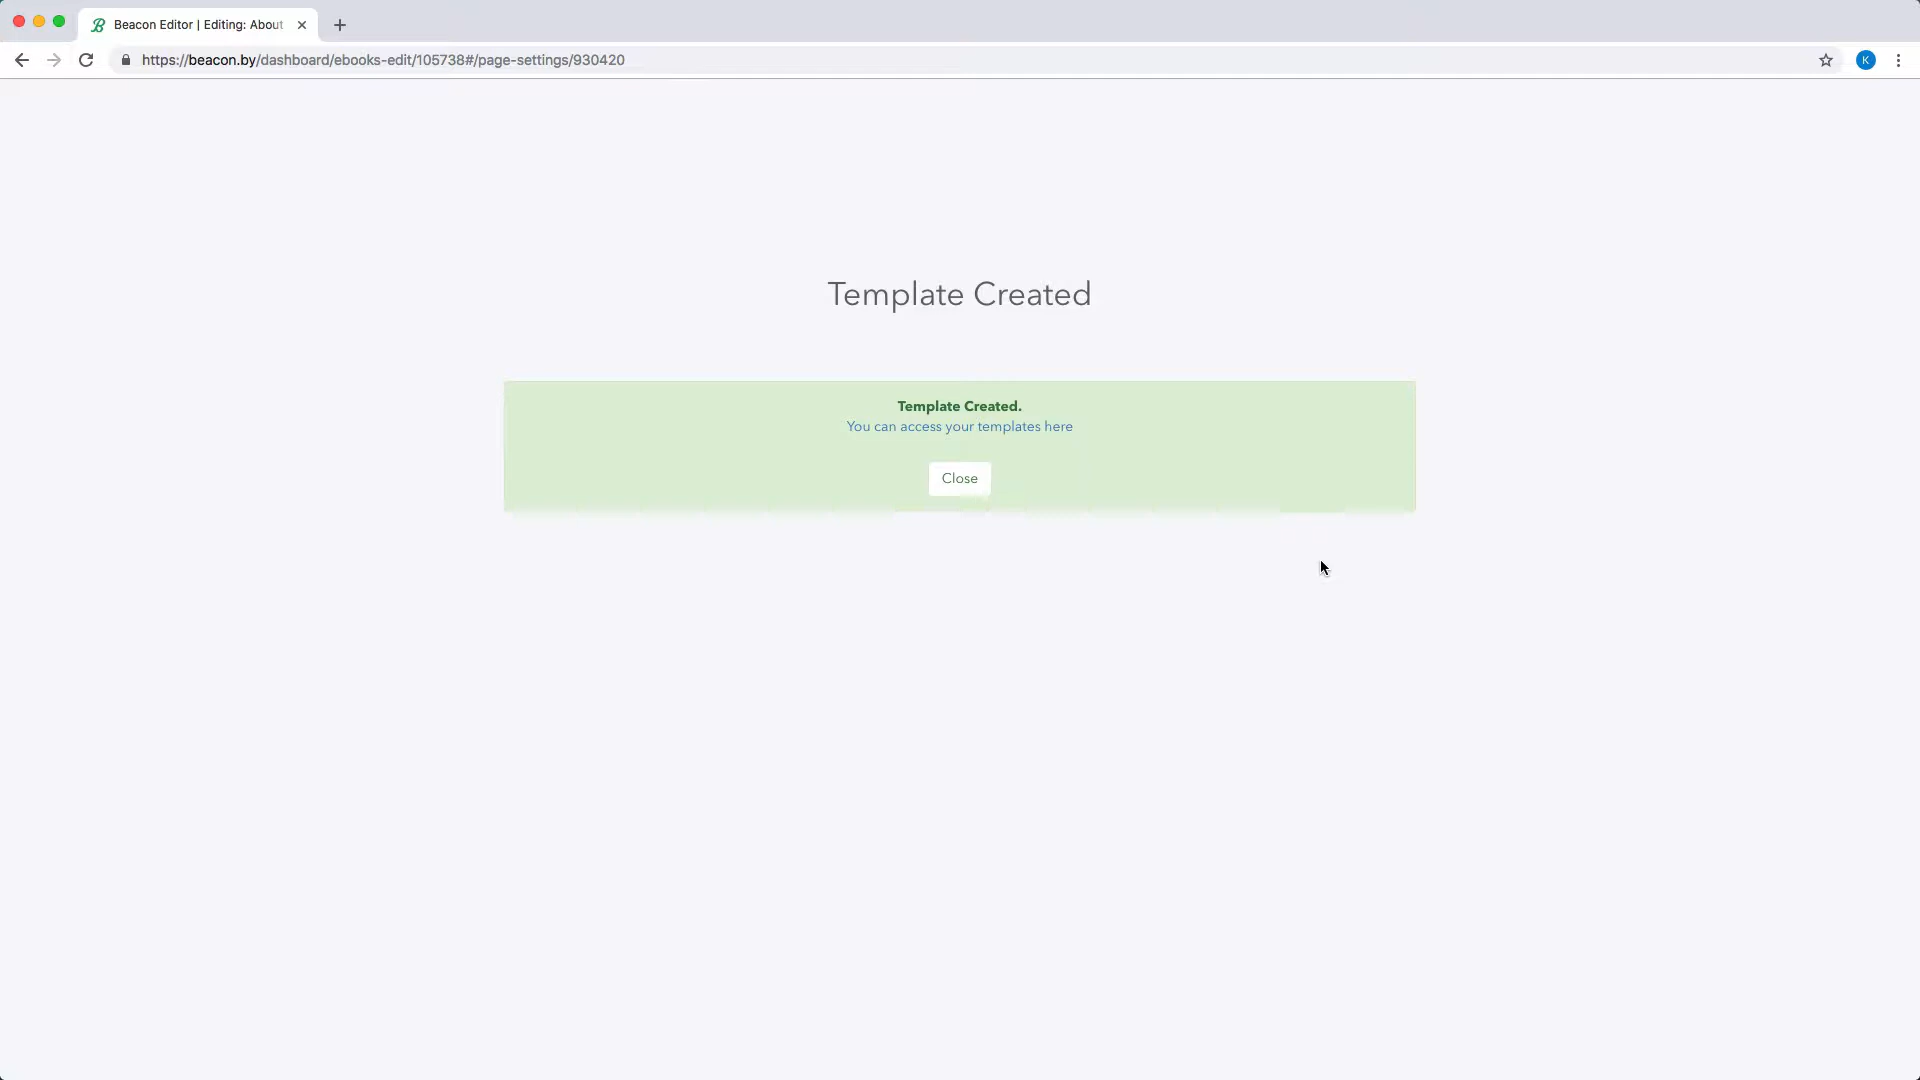 Beacon Editor | Editing: About
https://beacon.by/dashboard/ebooks-edit/105738#/page-settings/930420
K
Template Created
Template Created.
You can access your templates here
Close